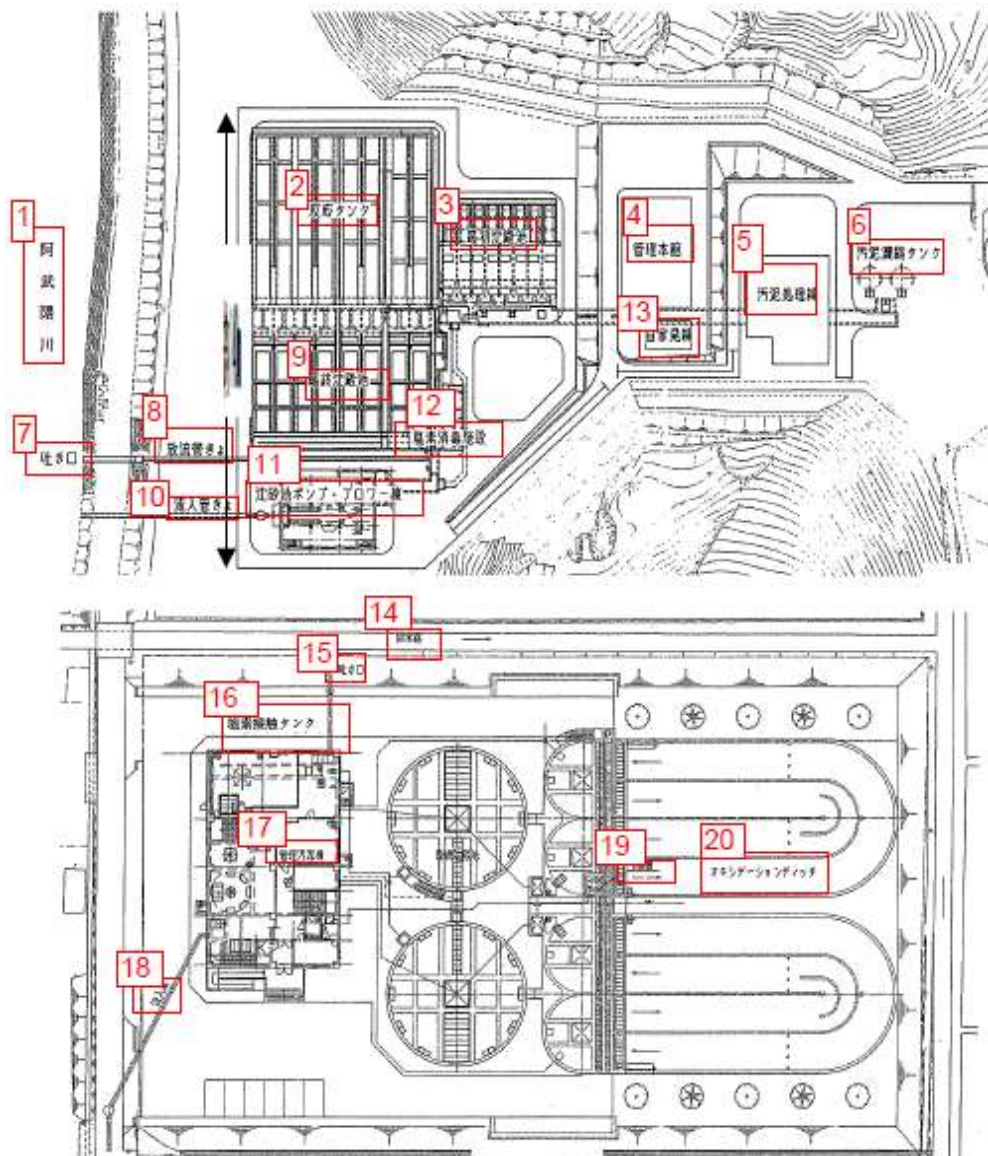 1
阿武隈川
2
反応タンク
3
最初沈殿池
4
管理本館
5
汚泥処理棟
6
汚泥濃縮タンク
7
吐き口
8
放流管きょ
9
最終沈殿池
10
流入管きょ
11
沈砂池ポンプ・ブロワー棟
12
塩素消毒施設
13
自家発棟
14
15
吐き口
16
塩素接触タンク
17
管理汚泥棟
18
19
20
オキシデーションディッチ